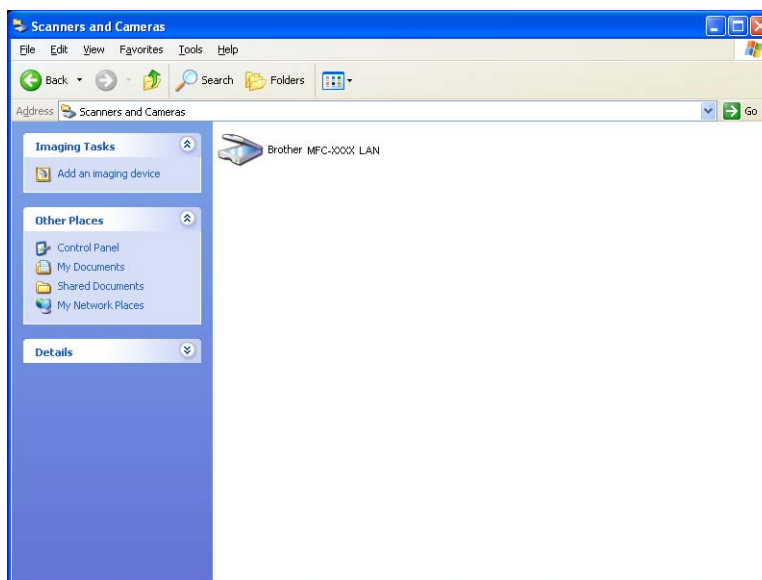 Scanners and Cameras
File Edit View Favorites Tools Help
Back Search Folders
Address Scanners and Cameras Go
Imaging Tasks
Add an imaging device
Other Places
Control Panel
My Documents
Shared Documents
My Network Places
Details
Brother MFC-XXXX LAN